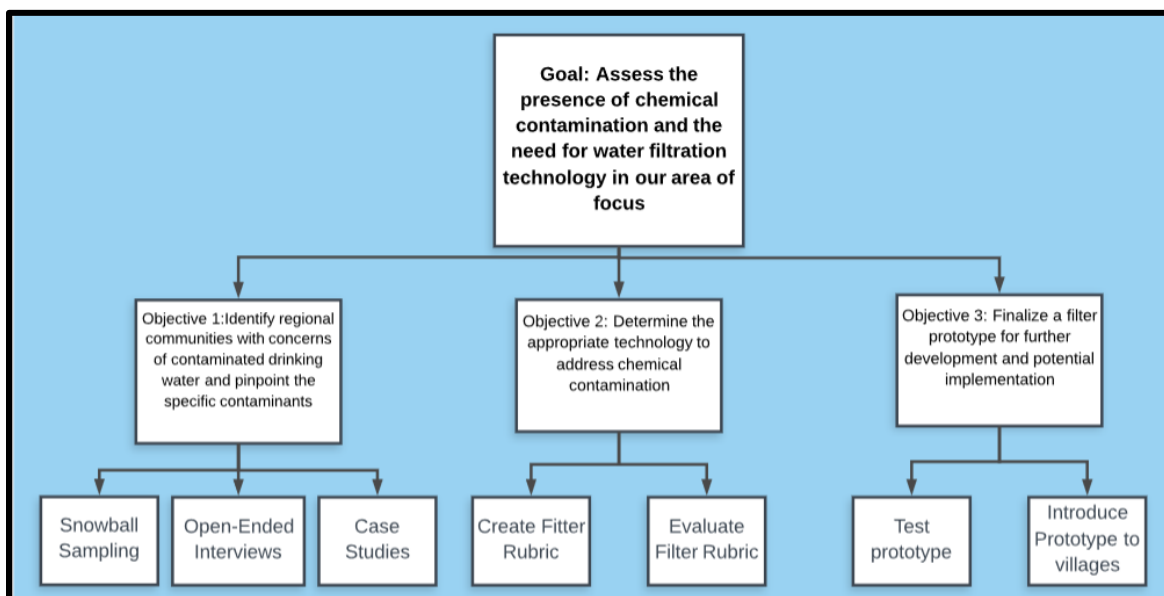 Goal: Assess the
presence of chemical
contamination and the
need for water filtration
technology in our area of
focus
Objective 1:Identify regional
communities with concerns
of contaminated drinking
water and pinpoint the
specific contaminants
Objective 2: Determine the
appropriate technology to
address chemical
contamination
Objective 3: Finalize a filter
prototype for further
development and potential
implementation
Snowball
Sampling
Open-Ended
Interviews
Case
Studies
Create Fitter
Rubric
Evaluate
Filter Rubric
Test
prototype
Introduce
Prototype to
villages